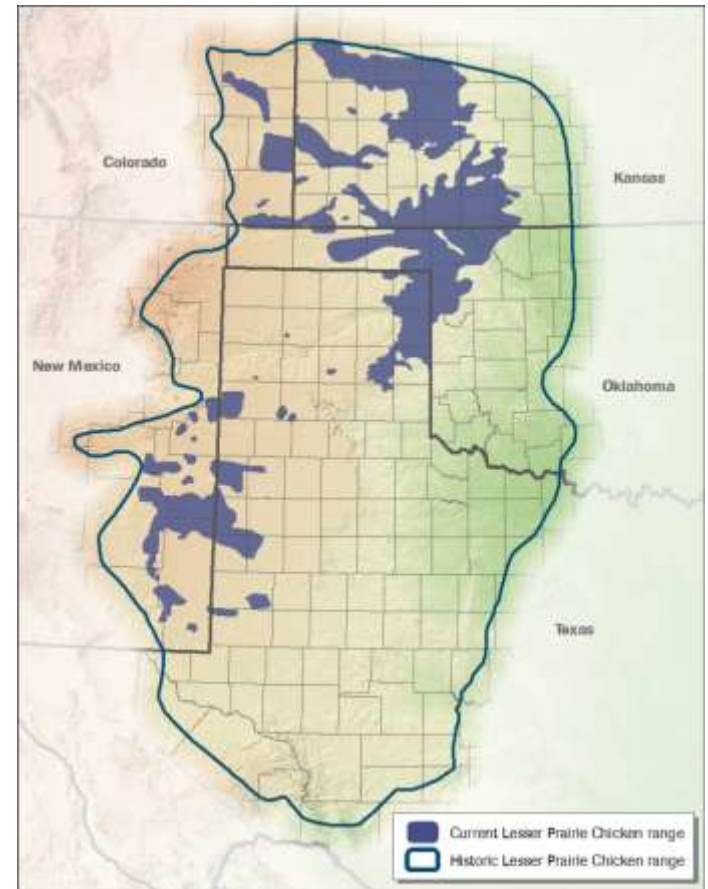 Colorado
Kansas
New Mexico
Oklahoma
Texas
Current Lesser Prairie Chicken range
Historic Lesser Prairie Chicken range